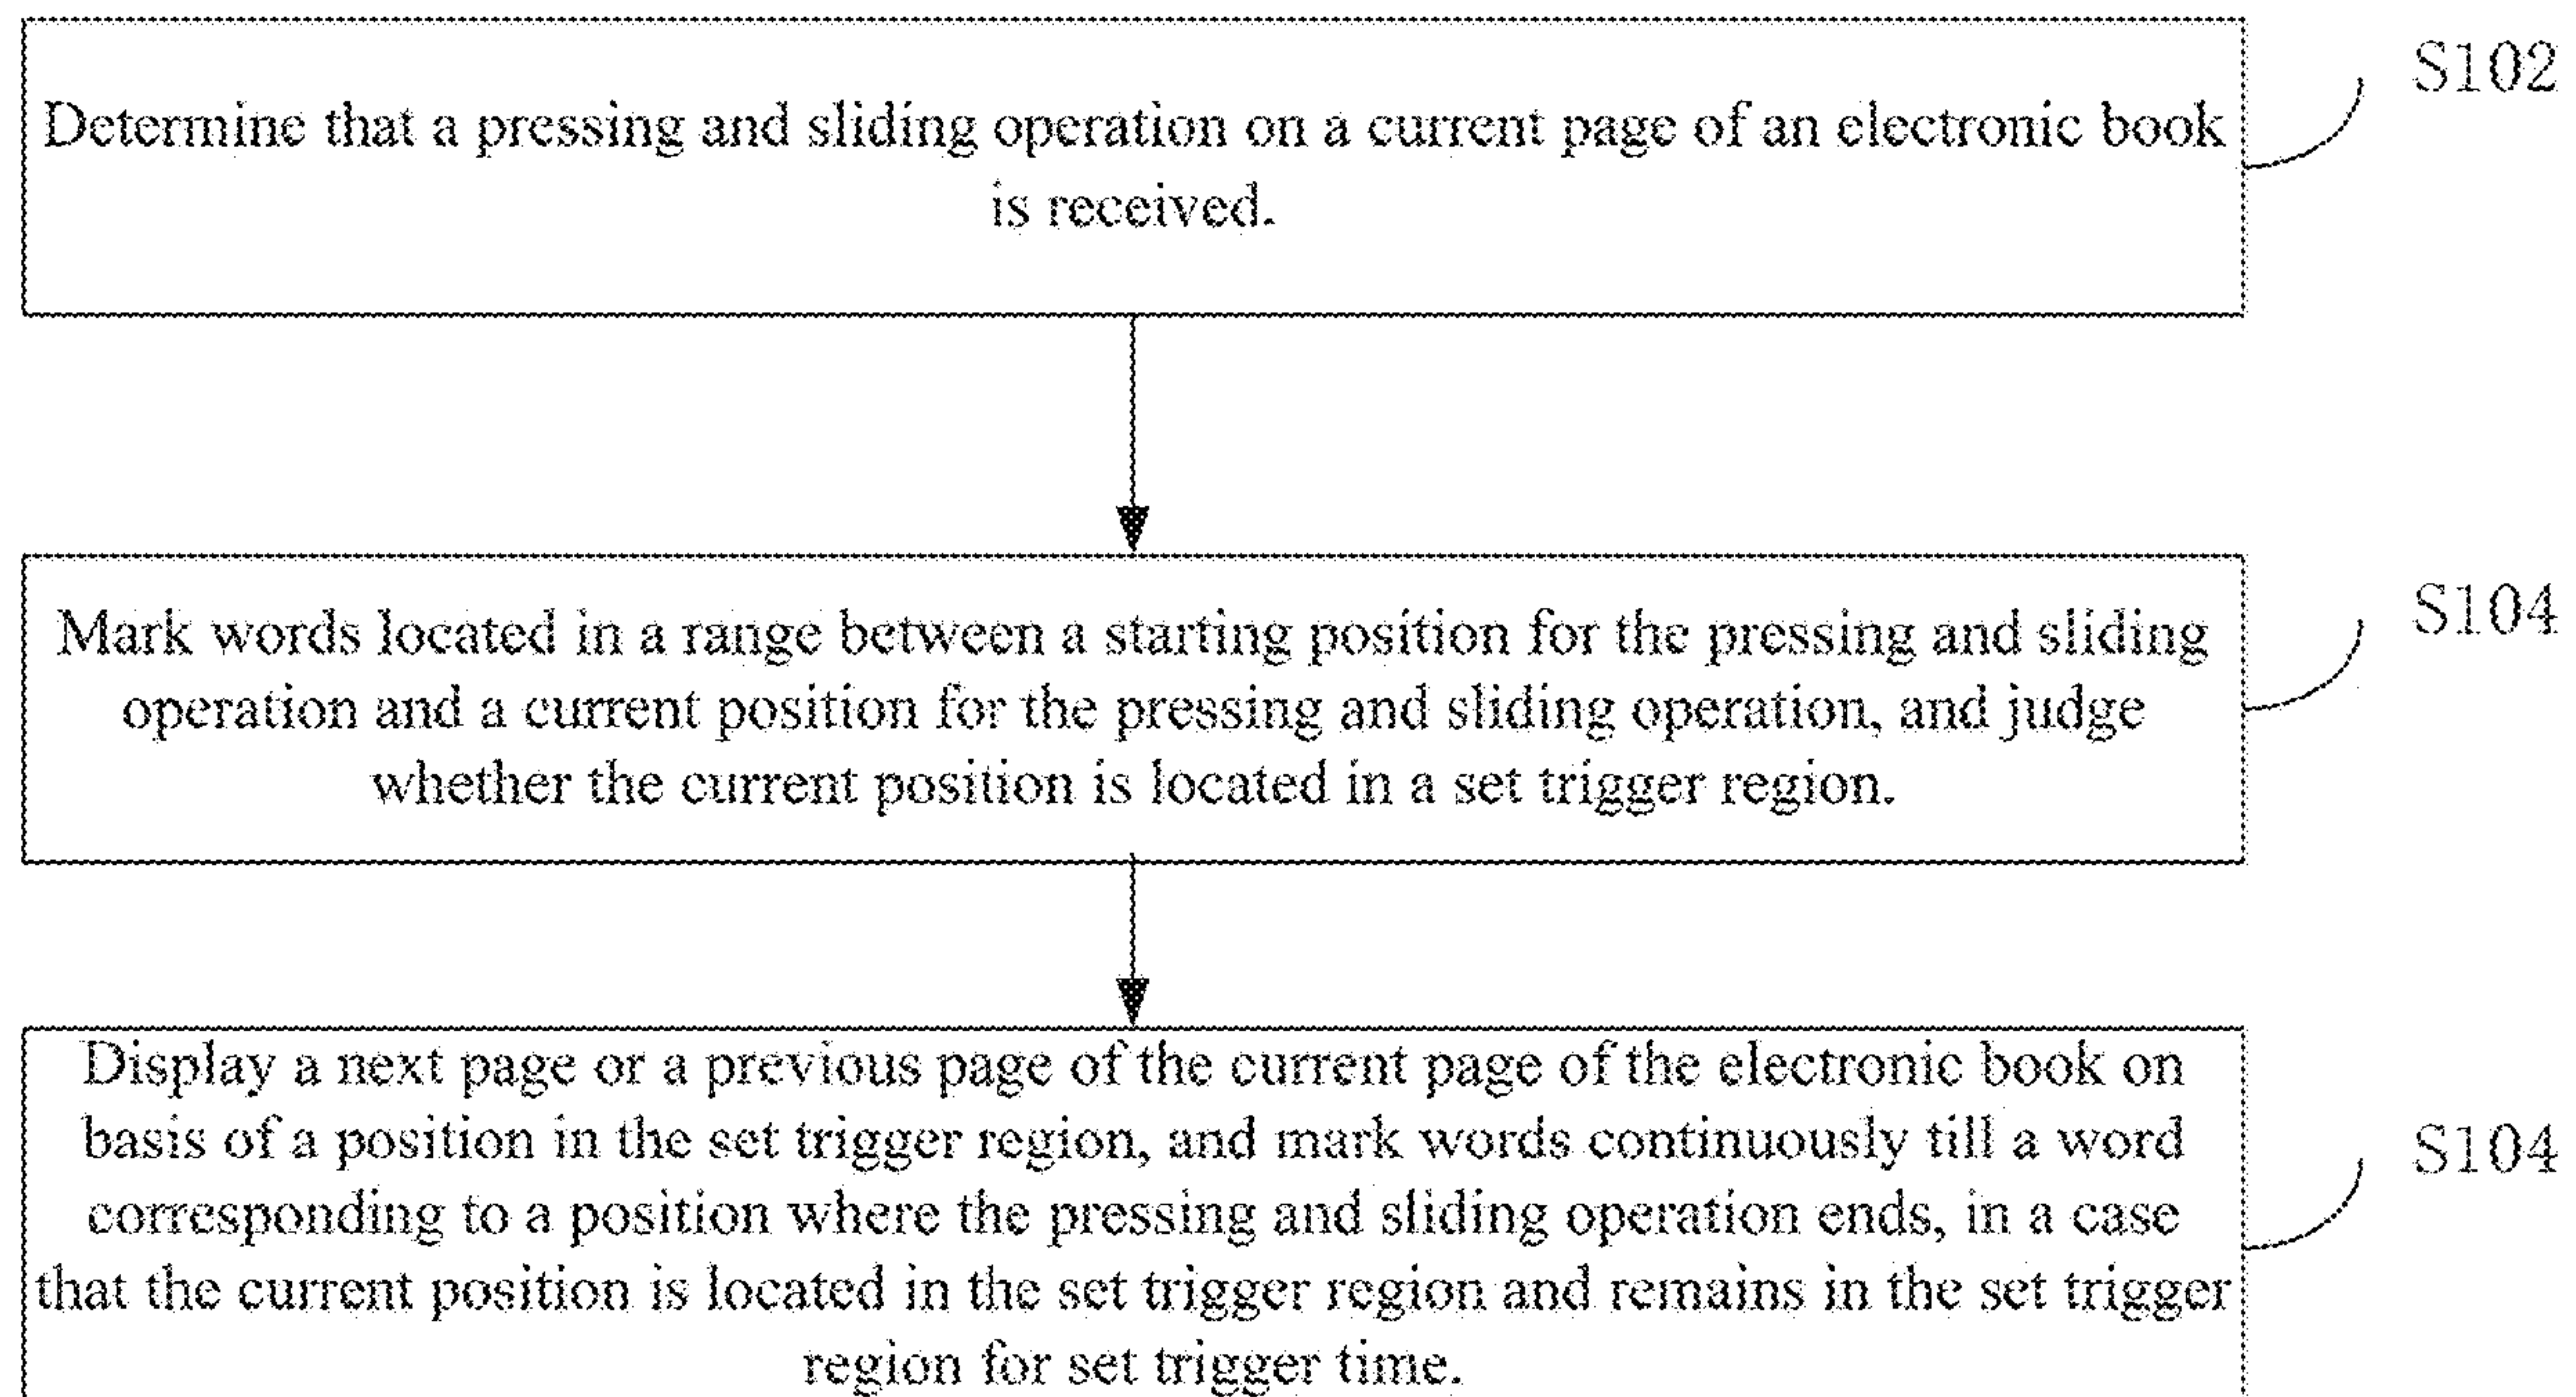 Determine that a pressing and sliding operation on a current page of an electronic book
is received.
S102
Mark words located in a range between a starting position for the pressing and sliding
operation and a current position for the pressing and sliding operation, and judge
whether the current position is located in a set trigger region.
S104
Display a next page or a previous page of the current page of the electronic book on
basis of a position in the set trigger region, and mark words continuously till a word
corresponding to a position where the pressing and sliding operation ends, in a case
that the current position is located in the set trigger region and remains in the set trigger
region for set trigger time.
S104